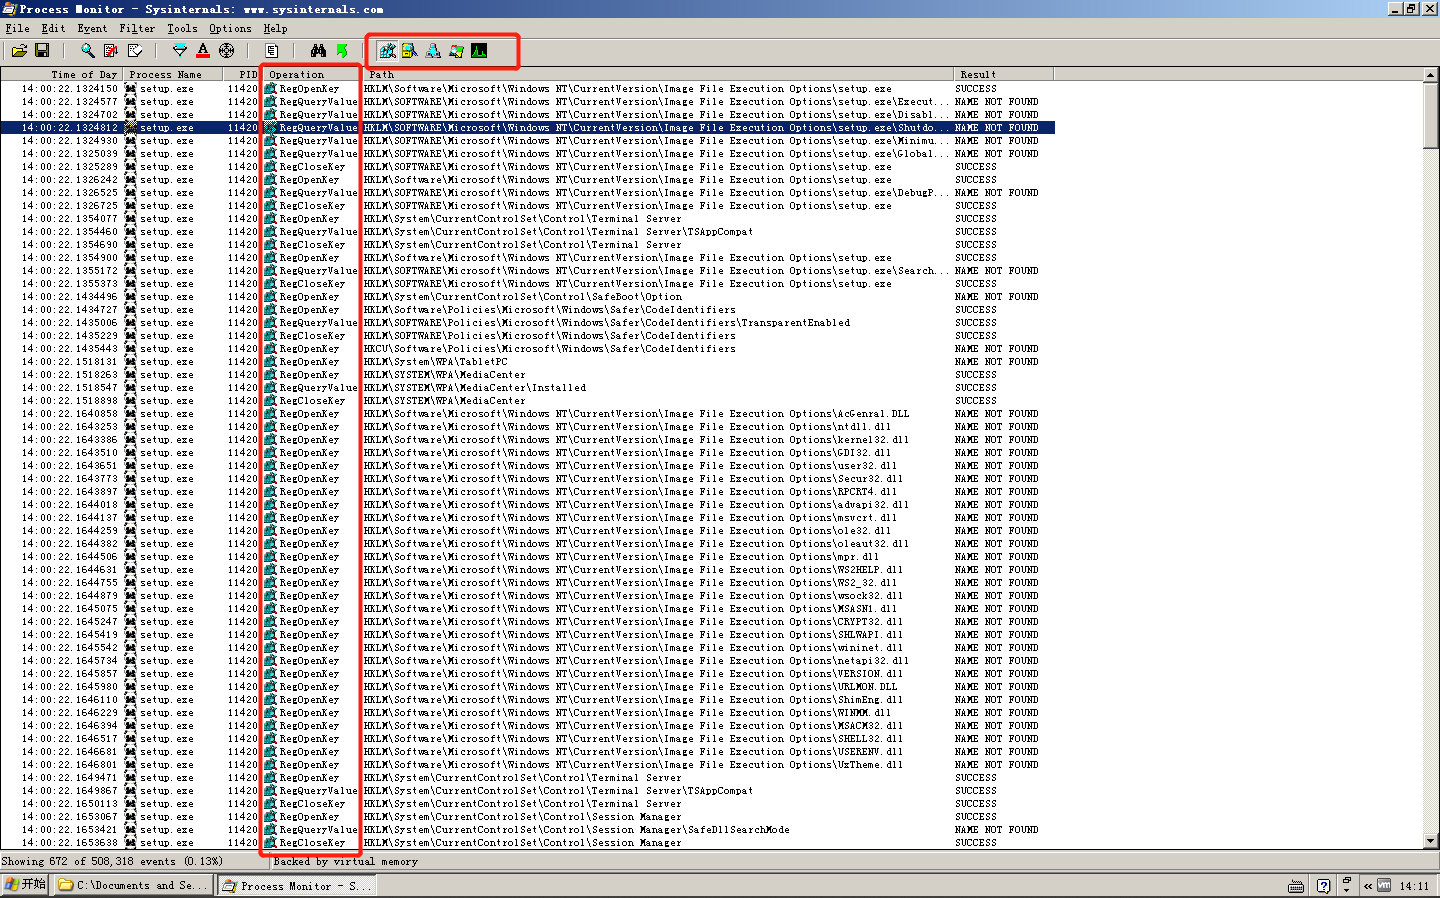 Process Monitor - Sysinternals: www.sysinternals.com
File Edit Event Filter Tools Options Help
Time of Day Process Name PID Operation Path Result
14:00:22.1324150 setup.exe 11420 RegOpenKey HKLM\Software\Microsoft\Windows NT\CurrentVersion\Image File Execution Options\setup.exe SUCCESS
14:00:22.1324577 setup.exe 11420 RegQueryValue HKLM\SOFTWARE\Microsoft\Windows NT\CurrentVersion\Image File Execution Options\setup.exe\Execut... NAME NOT FOUND
14:00:22.1324702 setup.exe 11420 RegQueryValue HKLM\SOFTWARE\Microsoft\Windows NT\CurrentVersion\Image File Execution Options\setup.exe\Disabl... NAME NOT FOUND
14:00:22.1324812 setup.exe 11420 RegQueryValue HKLM\SOFTWARE\Microsoft\Windows NT\CurrentVersion\Image File Execution Options\setup.exe\Shutdo... NAME NOT FOUND
14:00:22.1324930 setup.exe 11420 RegQueryValue HKLM\SOFTWARE\Microsoft\Windows NT\CurrentVersion\Image File Execution Options\setup.exe\Minimu... NAME NOT FOUND
14:00:22.1325039 setup.exe 11420 RegQueryValue HKLM\SOFTWARE\Microsoft\Windows NT\CurrentVersion\Image File Execution Options\setup.exe\Global... NAME NOT FOUND
14:00:22.1325289 setup.exe 11420 RegCloseKey HKLM\SOFTWARE\Microsoft\Windows NT\CurrentVersion\Image File Execution Options\setup.exe SUCCESS
14:00:22.1326242 setup.exe 11420 RegOpenKey HKLM\Software\Microsoft\Windows NT\CurrentVersion\Image File Execution Options\setup.exe SUCCESS
14:00:22.1326525 setup.exe 11420 RegQueryValue HKLM\SOFTWARE\Microsoft\Windows NT\CurrentVersion\Image File Execution Options\setup.exe\DebugP... NAME NOT FOUND
14:00:22.1326725 setup.exe 11420 RegCloseKey HKLM\SOFTWARE\Microsoft\Windows NT\CurrentVersion\Image File Execution Options\setup.exe SUCCESS
14:00:22.1354077 setup.exe 11420 RegOpenKey HKLM\System\CurrentControlSet\Control\Terminal Server SUCCESS
14:00:22.1354460 setup.exe 11420 RegQueryValue HKLM\System\CurrentControlSet\Control\Terminal Server\TSAppCompat SUCCESS
14:00:22.1354690 setup.exe 11420 RegCloseKey HKLM\System\CurrentControlSet\Control\Terminal Server SUCCESS
14:00:22.1354900 setup.exe 11420 RegOpenKey HKLM\Software\Microsoft\Windows NT\CurrentVersion\Image File Execution Options\setup.exe SUCCESS
14:00:22.1355172 setup.exe 11420 RegQueryValue HKLM\SOFTWARE\Microsoft\Windows NT\CurrentVersion\Image File Execution Options\setup.exe\Search... NAME NOT FOUND
14:00:22.1355373 setup.exe 11420 RegCloseKey HKLM\SOFTWARE\Microsoft\Windows NT\CurrentVersion\Image File Execution Options\setup.exe SUCCESS
14:00:22.1434496 setup.exe 11420 RegOpenKey HKLM\System\CurrentControlSet\Control\SafeBoot\Option NAME NOT FOUND
14:00:22.1434727 setup.exe 11420 RegOpenKey HKLM\Software\Policies\Microsoft\Windows\Safer\CodeIdentifiers SUCCESS
14:00:22.1435006 setup.exe 11420 RegQueryValue HKLM\SOFTWARE\Policies\Microsoft\Windows\Safer\CodeIdentifiers\TransparentEnabled SUCCESS
14:00:22.1435229 setup.exe 11420 RegCloseKey HKLM\SOFTWARE\Policies\Microsoft\Windows\Safer\CodeIdentifiers SUCCESS
14:00:22.1435443 setup.exe 11420 RegOpenKey HKCU\Software\Policies\Microsoft\Windows\Safer\CodeIdentifiers NAME NOT FOUND
14:00:22.1518131 setup.exe 11420 RegOpenKey HKLM\System\WPA\TabletPC NAME NOT FOUND
14:00:22.1518263 setup.exe 11420 RegOpenKey HKLM\SYSTEM\WPA\MediaCenter SUCCESS
14:00:22.1518547 setup.exe 11420 RegQueryValue HKLM\SYSTEM\WPA\MediaCenter\Installed SUCCESS
14:00:22.1518898 setup.exe 11420 RegCloseKey HKLM\SYSTEM\WPA\MediaCenter SUCCESS
14:00:22.1640858 setup.exe 11420 RegOpenKey HKLM\Software\Microsoft\Windows NT\CurrentVersion\Image File Execution Options\AcGenral.DLL NAME NOT FOUND
14:00:22.1643253 setup.exe 11420 RegOpenKey HKLM\Software\Microsoft\Windows NT\CurrentVersion\Image File Execution Options\ntdll.dll NAME NOT FOUND
14:00:22.1643386 setup.exe 11420 RegOpenKey HKLM\Software\Microsoft\Windows NT\CurrentVersion\Image File Execution Options\kernel32.dll NAME NOT FOUND
14:00:22.1643510 setup.exe 11420 RegOpenKey HKLM\Software\Microsoft\Windows NT\CurrentVersion\Image File Execution Options\GDI32.dll NAME NOT FOUND
14:00:22.1643651 setup.exe 11420 RegOpenKey HKLM\Software\Microsoft\Windows NT\CurrentVersion\Image File Execution Options\user32.dll NAME NOT FOUND
14:00:22.1643773 setup.exe 11420 RegOpenKey HKLM\Software\Microsoft\Windows NT\CurrentVersion\Image File Execution Options\Secur32.dll NAME NOT FOUND
14:00:22.1643897 setup.exe 11420 RegOpenKey HKLM\Software\Microsoft\Windows NT\CurrentVersion\Image File Execution Options\RPCRT4.dll NAME NOT FOUND
14:00:22.1644018 setup.exe 11420 RegOpenKey HKLM\Software\Microsoft\Windows NT\CurrentVersion\Image File Execution Options\advapi32.dll NAME NOT FOUND
14:00:22.1644137 setup.exe 11420 RegOpenKey HKLM\Software\Microsoft\Windows NT\CurrentVersion\Image File Execution Options\msvcrt.dll NAME NOT FOUND
14:00:22.1644259 setup.exe 11420 RegOpenKey HKLM\Software\Microsoft\Windows NT\CurrentVersion\Image File Execution Options\ole32.dll NAME NOT FOUND
14:00:22.1644382 setup.exe 11420 RegOpenKey HKLM\Software\Microsoft\Windows NT\CurrentVersion\Image File Execution Options\oleaut32.dll NAME NOT FOUND
14:00:22.1644506 setup.exe 11420 RegOpenKey HKLM\Software\Microsoft\Windows NT\CurrentVersion\Image File Execution Options\mpr.dll NAME NOT FOUND
14:00:22.1644631 setup.exe 11420 RegOpenKey HKLM\Software\Microsoft\Windows NT\CurrentVersion\Image File Execution Options\WS2HELP.dll NAME NOT FOUND
14:00:22.1644755 setup.exe 11420 RegOpenKey HKLM\Software\Microsoft\Windows NT\CurrentVersion\Image File Execution Options\WS2_32.dll NAME NOT FOUND
14:00:22.1644879 setup.exe 11420 RegOpenKey HKLM\Software\Microsoft\Windows NT\CurrentVersion\Image File Execution Options\wsock32.dll NAME NOT FOUND
14:00:22.1645075 setup.exe 11420 RegOpenKey HKLM\Software\Microsoft\Windows NT\CurrentVersion\Image File Execution Options\MSASN1.dll NAME NOT FOUND
14:00:22.1645247 setup.exe 11420 RegOpenKey HKLM\Software\Microsoft\Windows NT\CurrentVersion\Image File Execution Options\CRYPT32.dll NAME NOT FOUND
14:00:22.1645419 setup.exe 11420 RegOpenKey HKLM\Software\Microsoft\Windows NT\CurrentVersion\Image File Execution Options\SHLWAPI.dll NAME NOT FOUND
14:00:22.1645542 setup.exe 11420 RegOpenKey HKLM\Software\Microsoft\Windows NT\CurrentVersion\Image File Execution Options\wininet.dll NAME NOT FOUND
14:00:22.1645734 setup.exe 11420 RegOpenKey HKLM\Software\Microsoft\Windows NT\CurrentVersion\Image File Execution Options\netapi32.dll NAME NOT FOUND
14:00:22.1645857 setup.exe 11420 RegOpenKey HKLM\Software\Microsoft\Windows NT\CurrentVersion\Image File Execution Options\VERSION.dll NAME NOT FOUND
14:00:22.1645980 setup.exe 11420 RegOpenKey HKLM\Software\Microsoft\Windows NT\CurrentVersion\Image File Execution Options\URLMON.DLL NAME NOT FOUND
14:00:22.1646110 setup.exe 11420 RegOpenKey HKLM\Software\Microsoft\Windows NT\CurrentVersion\Image File Execution Options\ShimEng.dll NAME NOT FOUND
14:00:22.1646229 setup.exe 11420 RegOpenKey HKLM\Software\Microsoft\Windows NT\CurrentVersion\Image File Execution Options\WINMM.dll NAME NOT FOUND
14:00:22.1646394 setup.exe 11420 RegOpenKey HKLM\Software\Microsoft\Windows NT\CurrentVersion\Image File Execution Options\MSACM32.dll NAME NOT FOUND
14:00:22.1646517 setup.exe 11420 RegOpenKey HKLM\Software\Microsoft\Windows NT\CurrentVersion\Image File Execution Options\SHELL32.dll NAME NOT FOUND
14:00:22.1646681 setup.exe 11420 RegOpenKey HKLM\Software\Microsoft\Windows NT\CurrentVersion\Image File Execution Options\USERENV.dll NAME NOT FOUND
14:00:22.1646801 setup.exe 11420 RegOpenKey HKLM\Software\Microsoft\Windows NT\CurrentVersion\Image File Execution Options\UxTheme.dll NAME NOT FOUND
14:00:22.1649471 setup.exe 11420 RegOpenKey HKLM\System\CurrentControlSet\Control\Terminal Server SUCCESS
14:00:22.1649867 setup.exe 11420 RegQueryValue HKLM\System\CurrentControlSet\Control\Terminal Server\TSAppCompat SUCCESS
14:00:22.1650113 setup.exe 11420 RegCloseKey HKLM\System\CurrentControlSet\Control\Terminal Server SUCCESS
14:00:22.1653067 setup.exe 11420 RegOpenKey HKLM\System\CurrentControlSet\Control\Session Manager SUCCESS
14:00:22.1653421 setup.exe 11420 RegQueryValue HKLM\System\CurrentControlSet\Control\Session Manager\SafeDllSearchMode NAME NOT FOUND
14:00:22.1653638 setup.exe 11420 RegCloseKey HKLM\System\CurrentControlSet\Control\Session Manager SUCCESS
Showing 672 of 508,318 events (0.13%) Backed by virtual memory
开始 C:\Documents and Se... Process Monitor - S... vm 14:11